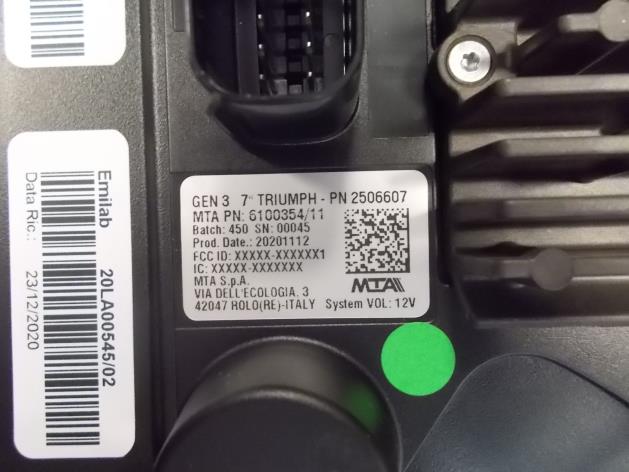 Emilab 20LA00545/02
Data Ric.: 23/12/2020
GEN 3 7" TRIUMPH - PN 2506607
MTA PN: 6100354/11
Batch: 450 SN: 00045
Prod. Date.: 20201112
FCC ID: XXXXX-XXXXXX1
IC: XXXXX-XXXXXXX
MTA S.p.A.
VIA DELL'ECOLOGIA, 3
42047 ROLO(RE)-ITALY System VOL: 12V
MTA